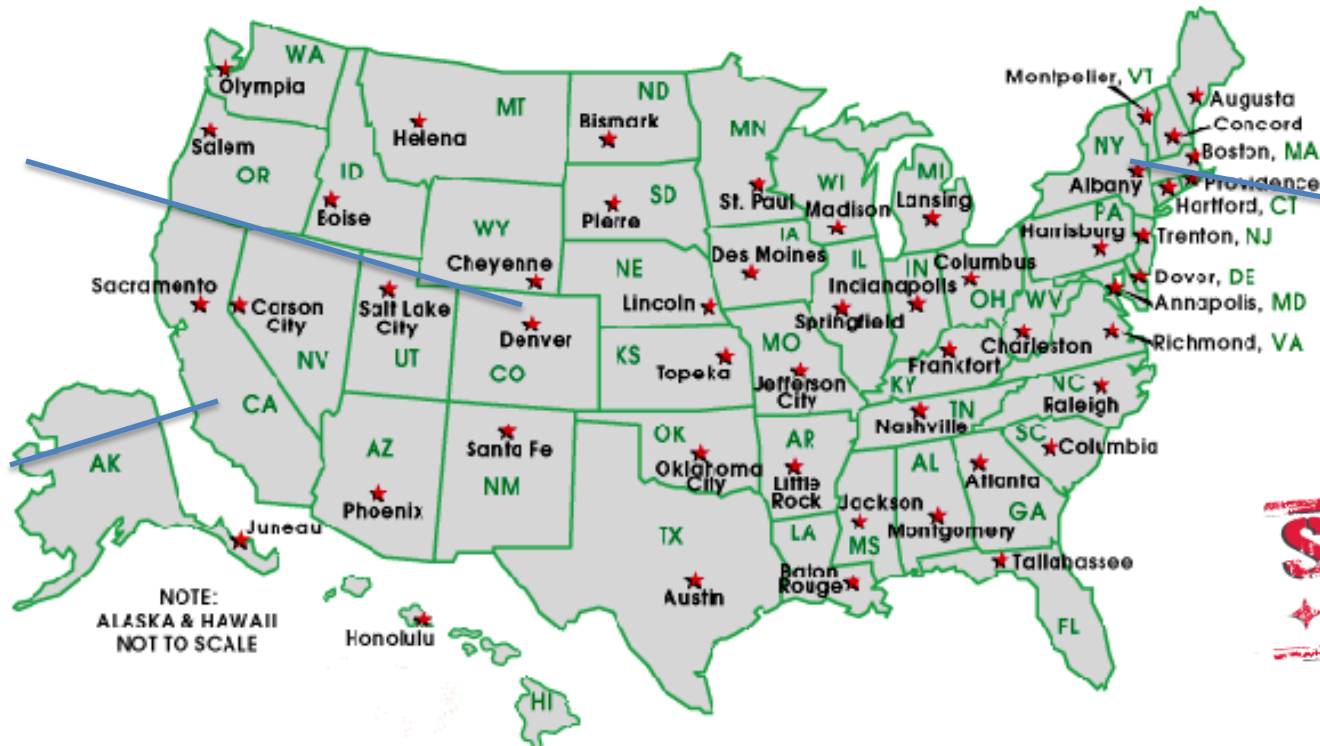 WA
Olympia
MT
Helena
ND
Bismark
MN
Montpelier, VT
Augusta
Concord
Boston, MA
NY
Albany
Providence
Hartford, CT
Salem
OR
ID
Boise
SD
Pierre
St. Paul
WI
Madison
MI
Lansing
PA
Harrisburg
Trenton, NJ
WY
Cheyenne
NE
Lincoln
IA
Des Moines
IL
Springfield
IN
Indianapolis
Columbus
OH
WV
Charleston
Dover, DE
Annapolis, MD
Richmond, VA
Sacramento
Carson
City
NV
Salt Lake
City
UT
Denver
CO
KS
Topeka
MO
Jefferson
City
KY
Frankfort
NC
Raleigh
TN
Nashville
CA
AK
AZ
Phoenix
Santa Fe
NM
OK
Oklahoma
City
AR
Little
Rock
SC
Columbia
AL
Montgomery
Atlanta
GA
Jackson
MS
LA
Baton
Rouge
TX
Austin
Tallahassee
FL
Juneau
NOTE:
ALASKA & HAWAII
NOT TO SCALE
Honolulu
HI
S